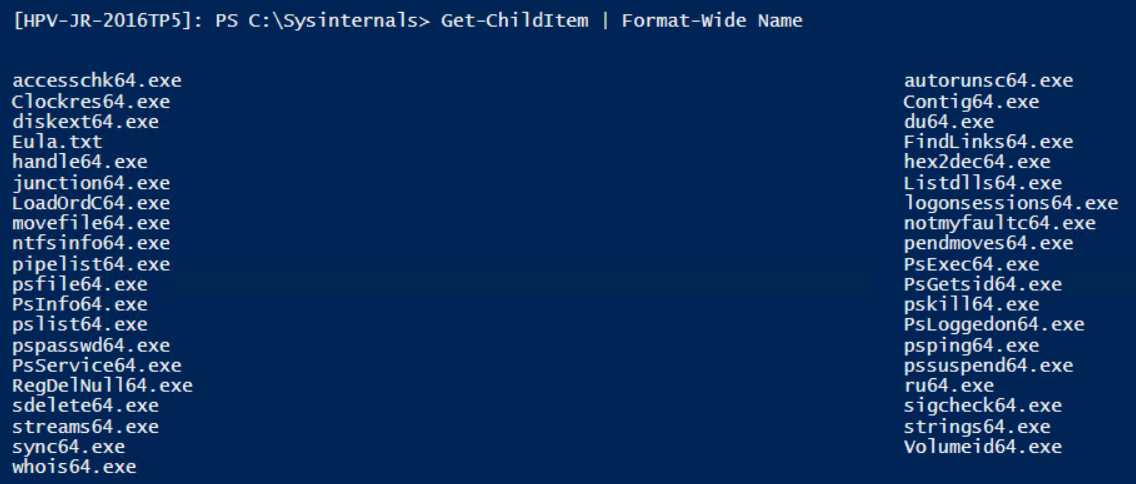 [HPV-JR-2016TP5]: PS C:\Sysinternals> Get-ChildItem | Format-Wide Name
accesschk64.exe autorunsc64.exe
Clockres64.exe Contig64.exe
diskext64.exe du64.exe
Eula.txt FindLinks64.exe
handle64.exe hex2dec64.exe
junction64.exe Listdlls64.exe
LoadOrdC64.exe logonsessions64.exe
movefile64.exe notmyfaultc64.exe
ntfsinfo64.exe pendmoves64.exe
pipelist64.exe PsExec64.exe
psfile64.exe PsGetsid64.exe
PsInfo64.exe pskill64.exe
pslist64.exe PsLoggedon64.exe
pspasswd64.exe psping64.exe
PsService64.exe pssuspend64.exe
RegDelNull64.exe ru64.exe
sdelete64.exe sigcheck64.exe
streams64.exe strings64.exe
sync64.exe Volumeid64.exe
whois64.exe